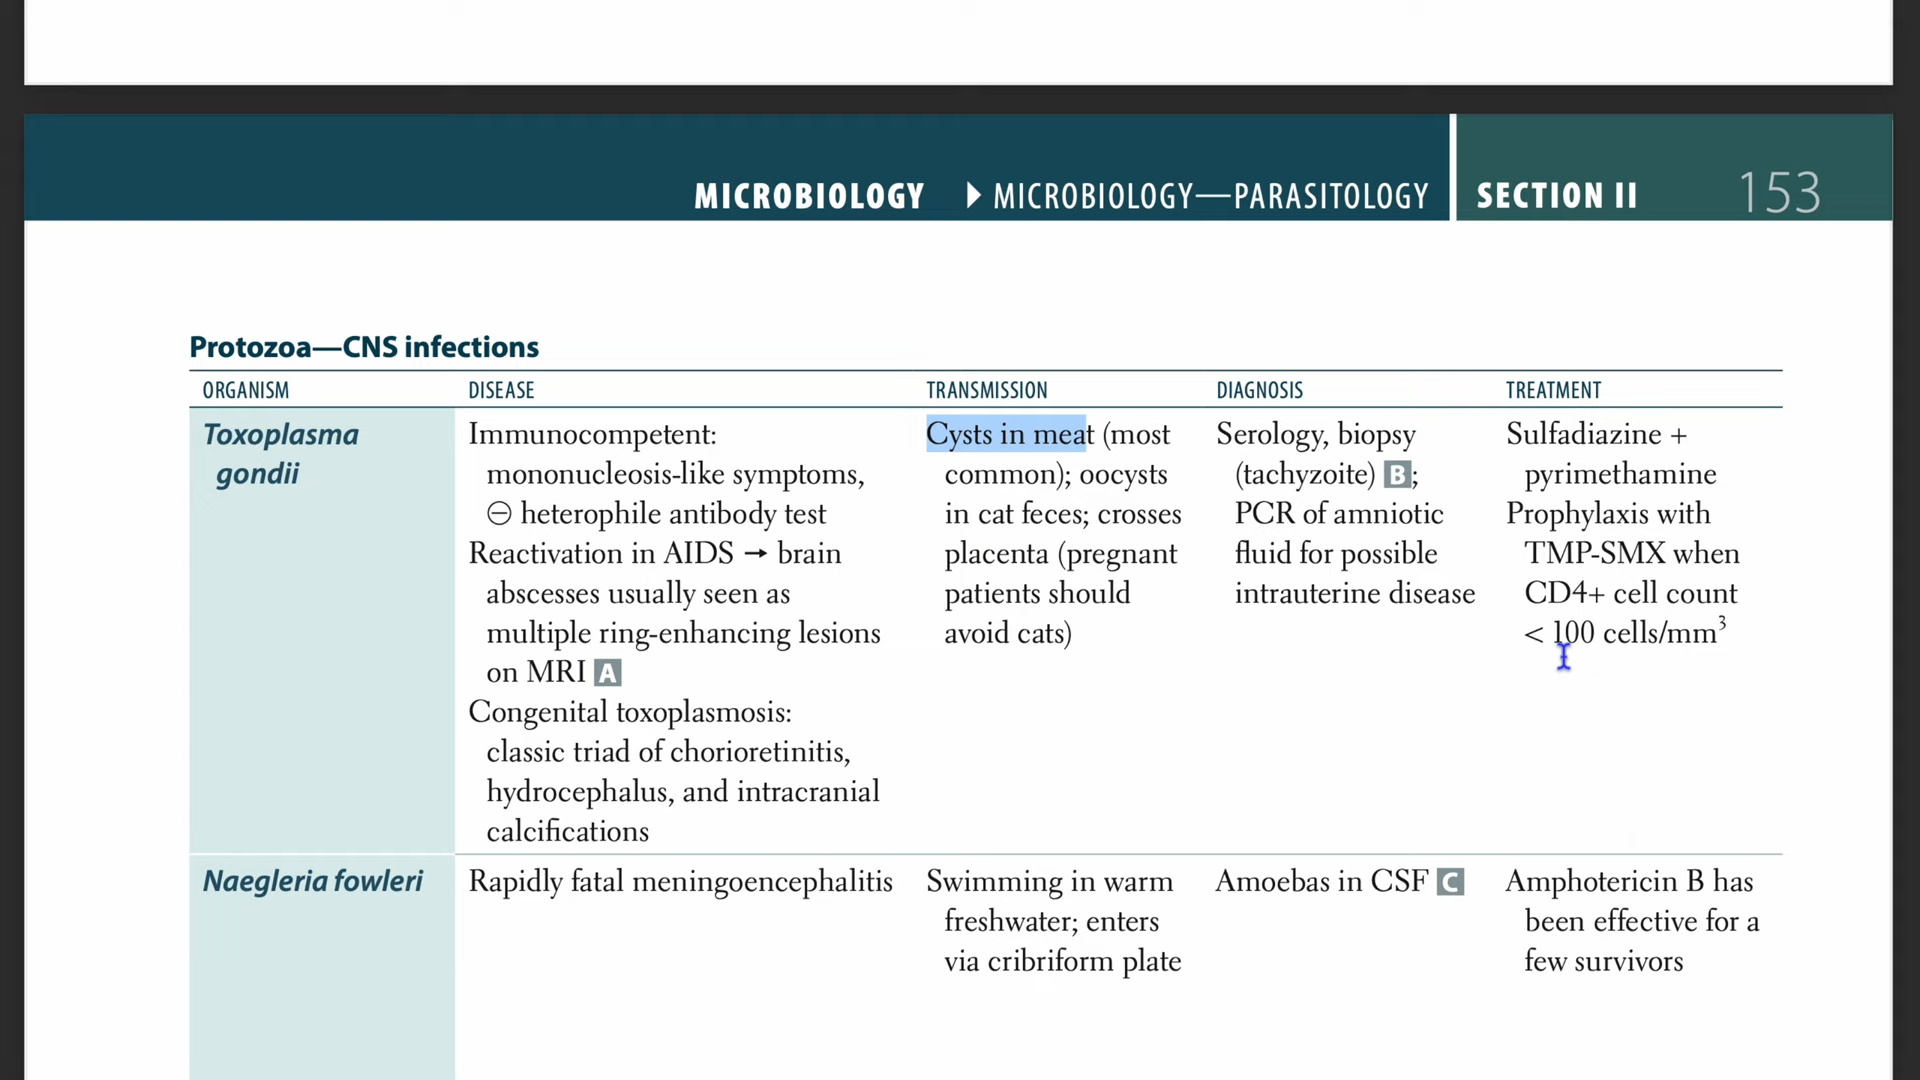 MICROBIOLOGY ▶ MICROBIOLOGY—PARASITOLOGY SECTION II 153
Protozoa—CNS infections
ORGANISM DISEASE TRANSMISSION DIAGNOSIS TREATMENT
Toxoplasma
gondii
Immunocompetent:
mononucleosis-like symptoms,
⊖ heterophile antibody test
Reactivation in AIDS → brain
abscesses usually seen as
multiple ring-enhancing lesions
on MRI A
Congenital toxoplasmosis:
classic triad of chorioretinitis,
hydrocephalus, and intracranial
calcifications
Cysts in meat (most
common); oocysts
in cat feces; crosses
placenta (pregnant
patients should
avoid cats)
Serology, biopsy
(tachyzoite) B;
PCR of amniotic
fluid for possible
intrauterine disease
Sulfadiazine +
pyrimethamine
Prophylaxis with
TMP-SMX when
CD4+ cell count
< 100 cells/mm³
Naegleria fowleri
Rapidly fatal meningoencephalitis
Swimming in warm
freshwater; enters
via cribriform plate
Amoebas in CSF C
Amphotericin B has
been effective for a
few survivors